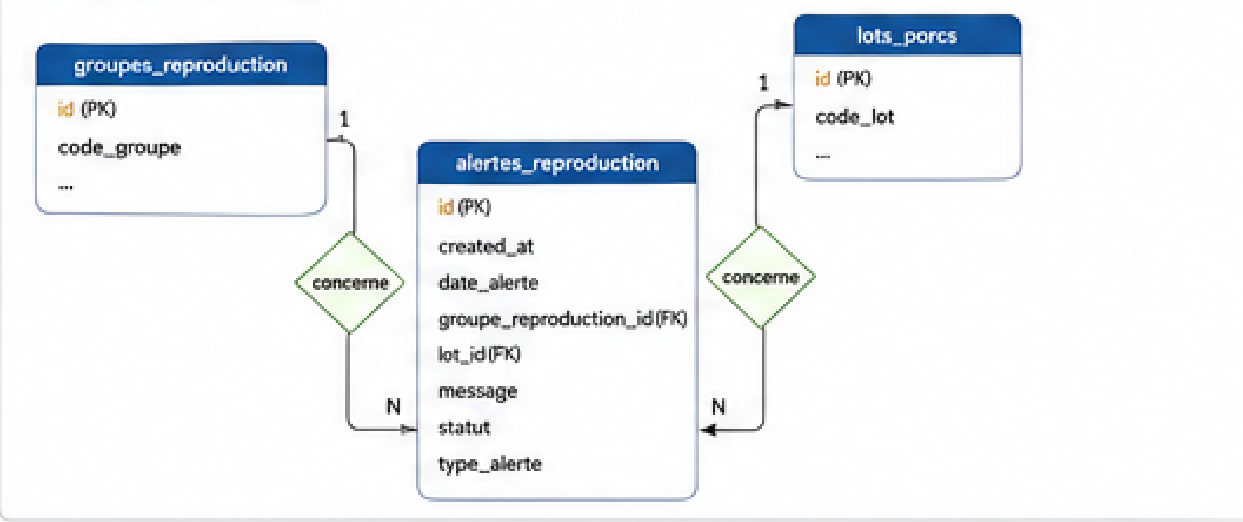 groupes_reproduction
id (PK)
code_groupe
...
1
concerne
N
alertes_reproduction
id (PK)
created_at
date_alerte
groupe_reproduction_id(FK)
lot_id(FK)
message
statut
type_alerte
lots_porcs
id (PK)
code_lot
...
1
concerne
N